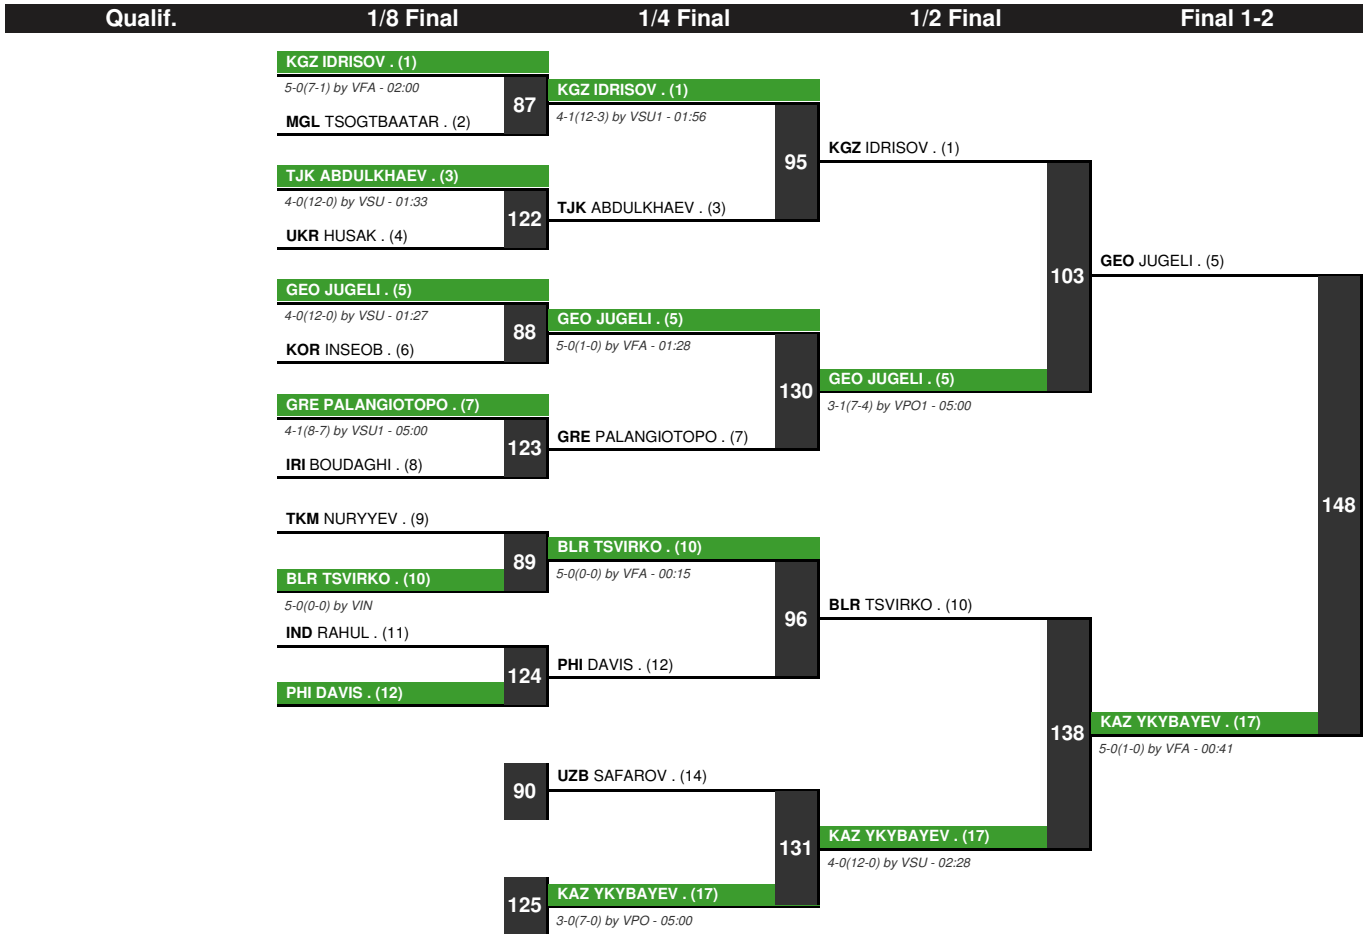 Qualif. 1/8 Final 1/4 Final 1/2 Final Final 1-2
KGZ IDRISOV . (1)
5-0(7-1) by VFA - 02:00
87
MGL TSOGTBAATAR . (2)
TJK ABDULKHAEV . (3)
4-0(12-0) by VSU - 01:33
122
UKR HUSAK . (4)
GEO JUGELI . (5)
4-0(12-0) by VSU - 01:27
88
KOR INSEOB . (6)
GRE PALANGIOTOPO . (7)
4-1(8-7) by VSU1 - 05:00
123
IRI BOUDAGHI . (8)
TKM NURYYEV . (9)
89
BLR TSVIRKO . (10)
5-0(0-0) by VIN
IND RAHUL . (11)
124
PHI DAVIS . (12)
90
125
KGZ IDRISOV . (1)
4-1(12-3) by VSU1 - 01:56
95
TJK ABDULKHAEV . (3)
GEO JUGELI . (5)
5-0(1-0) by VFA - 01:28
130
GRE PALANGIOTOPO . (7)
BLR TSVIRKO . (10)
5-0(0-0) by VFA - 00:15
96
PHI DAVIS . (12)
UZB SAFAROV . (14)
131
KAZ YKYBAYEV . (17)
3-0(7-0) by VPO - 05:00
KGZ IDRISOV . (1)
103
GEO JUGELI . (5)
3-1(7-4) by VPO1 - 05:00
BLR TSVIRKO . (10)
138
KAZ YKYBAYEV . (17)
4-0(12-0) by VSU - 02:28
GEO JUGELI . (5)
148
KAZ YKYBAYEV . (17)
5-0(1-0) by VFA - 00:41